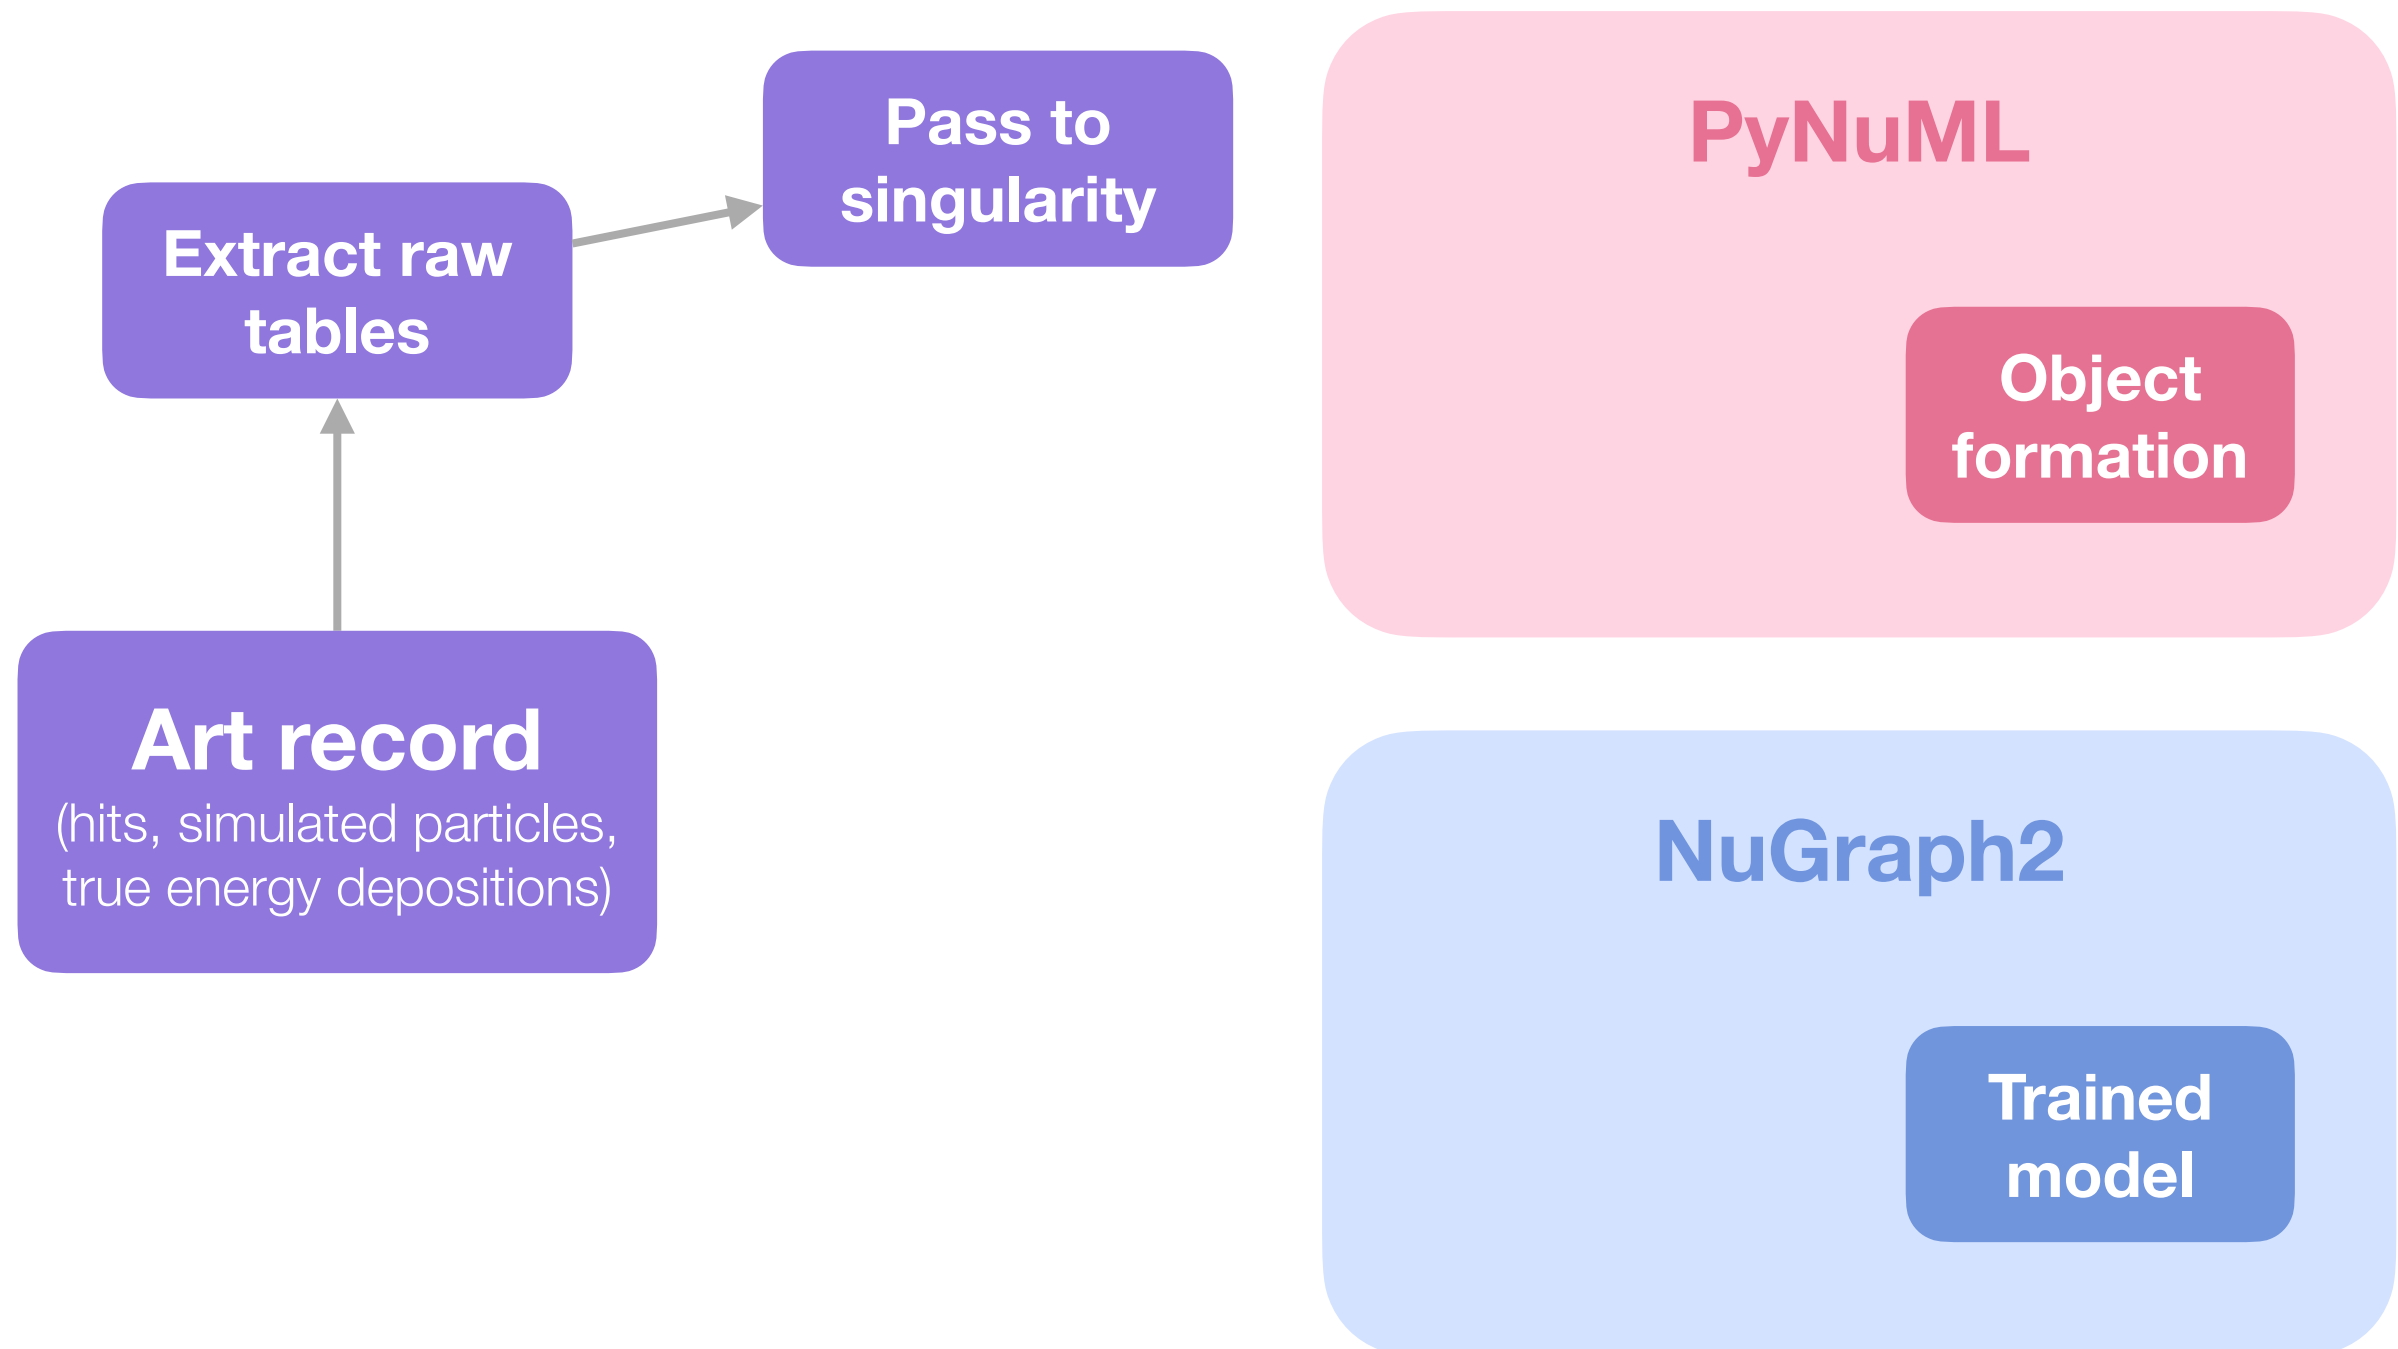 Pass to
singularity
Extract raw
tables
Art record
(hits, simulated particles,
true energy depositions)
PyNuML
Object
formation
NuGraph2
Trained
model